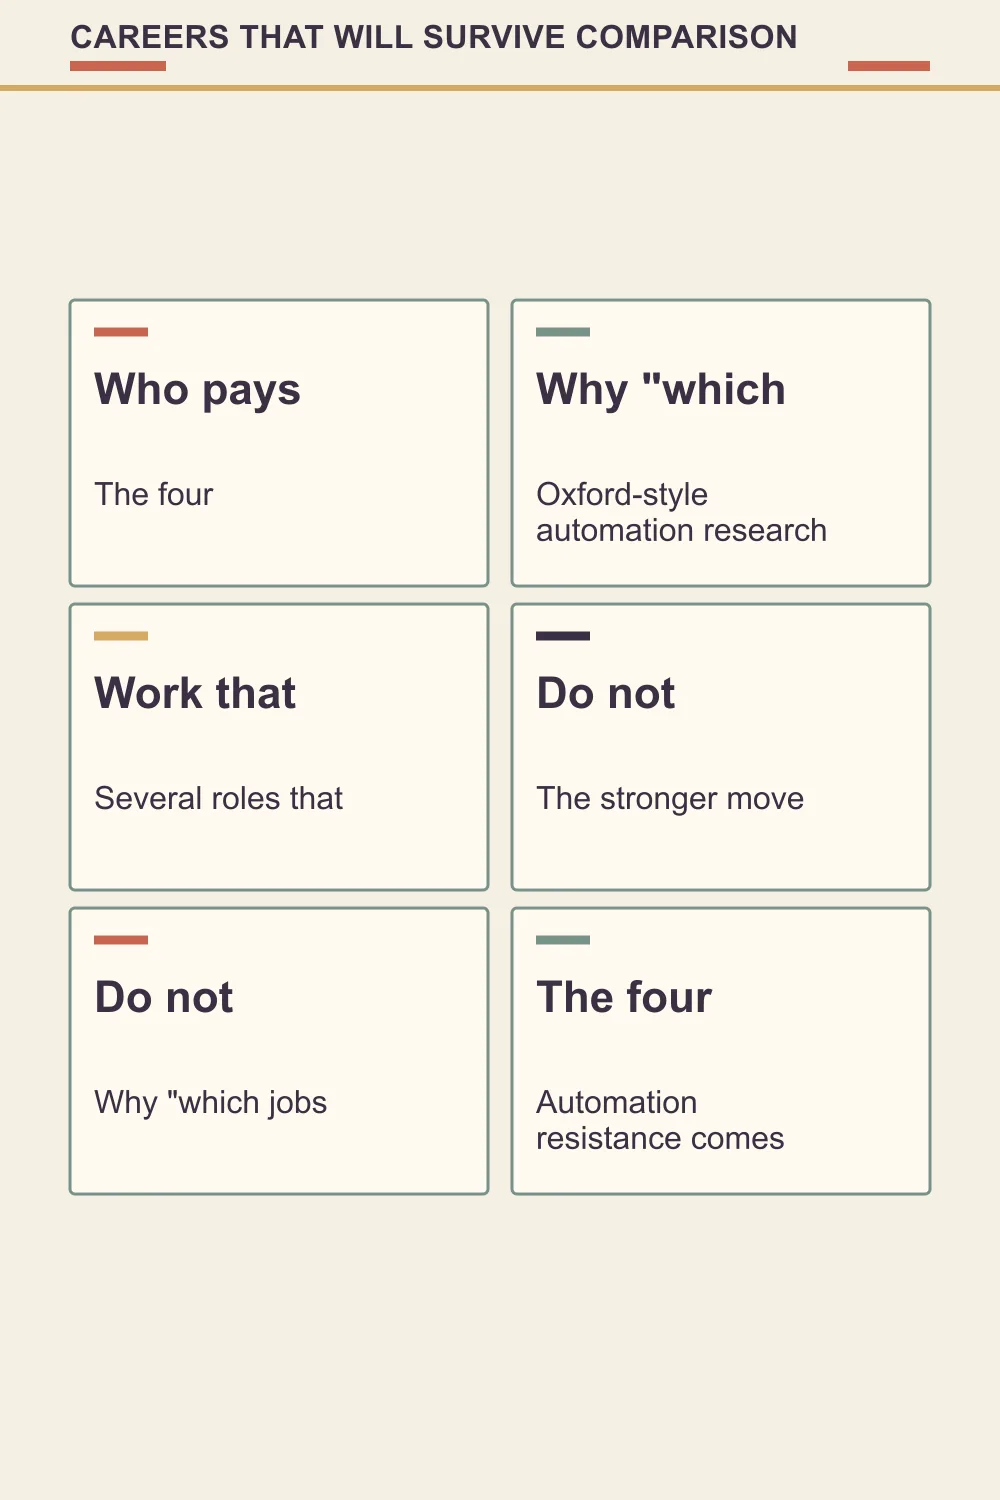 CAREERS THAT WILL SURVIVE COMPARISON
Who pays
The four
Why "which
Oxford-style
automation research
Work that
Several roles that
Do not
The stronger move
Do not
Why "which jobs
The four
Automation
resistance comes